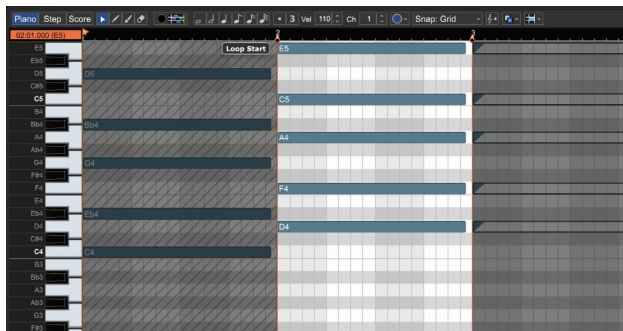 Piano Step Score 3 Vel 110 Ch 1 Snap: Grid
02:01.000 (E5)
2 3
Loop Start
E5 E5
Eb5
D5 D5
C#5
C5 C5
B4
Bb4 Bb4
A4 A4
Ab4
G4 G4
F#4
F4 F4
E4
Eb4 Eb4
D4 D4
C#4
C4 C4
B3
Bb3
A3
Ab3
G3
F#3